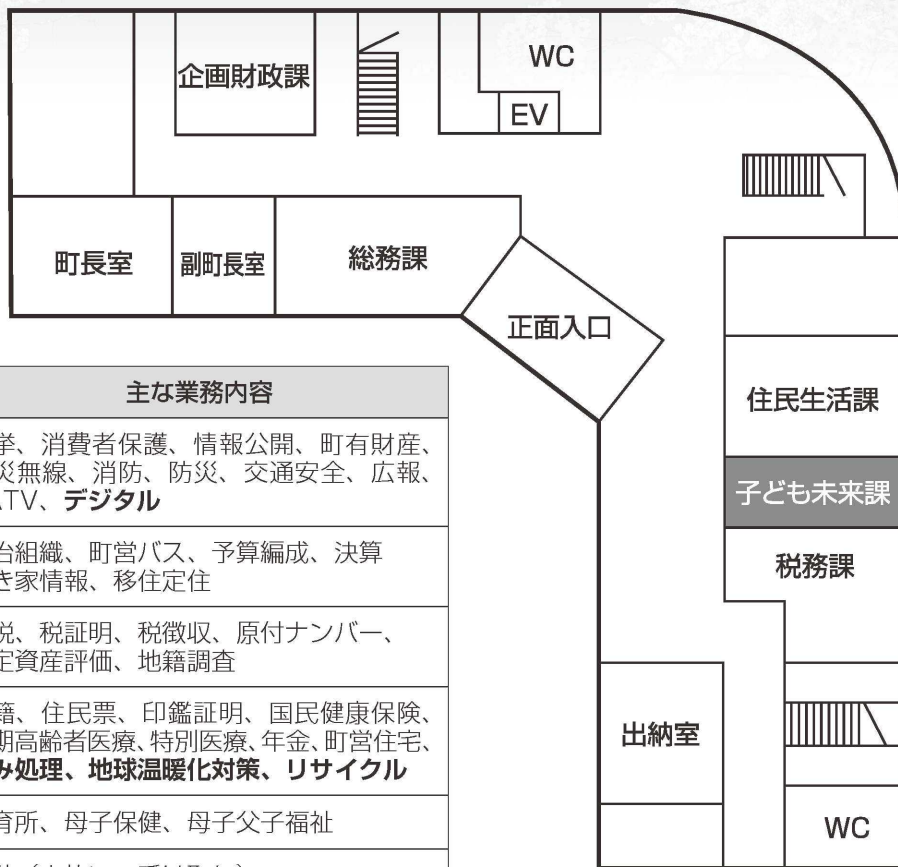 企画財政課
WC
EV
町長室
副町長室
総務課
正面入口
住民生活課
子ども未来課
税務課
出納室
WC
主な業務内容
挙、消費者保護、情報公開、町有財産、
災無線、消防、防災、交通安全、広報、
ATV、デジタル
治組織、町営バス、予算編成、決算
き家情報、移住定住
税、税証明、税徴収、原付ナンバー、
定資産評価、地籍調査
籍、住民票、印鑑証明、国民健康保険、
期高齢者医療、特別医療、年金、町営住宅、
み処理、地球温暖化対策、リサイクル
育所、母子保健、母子父子福祉